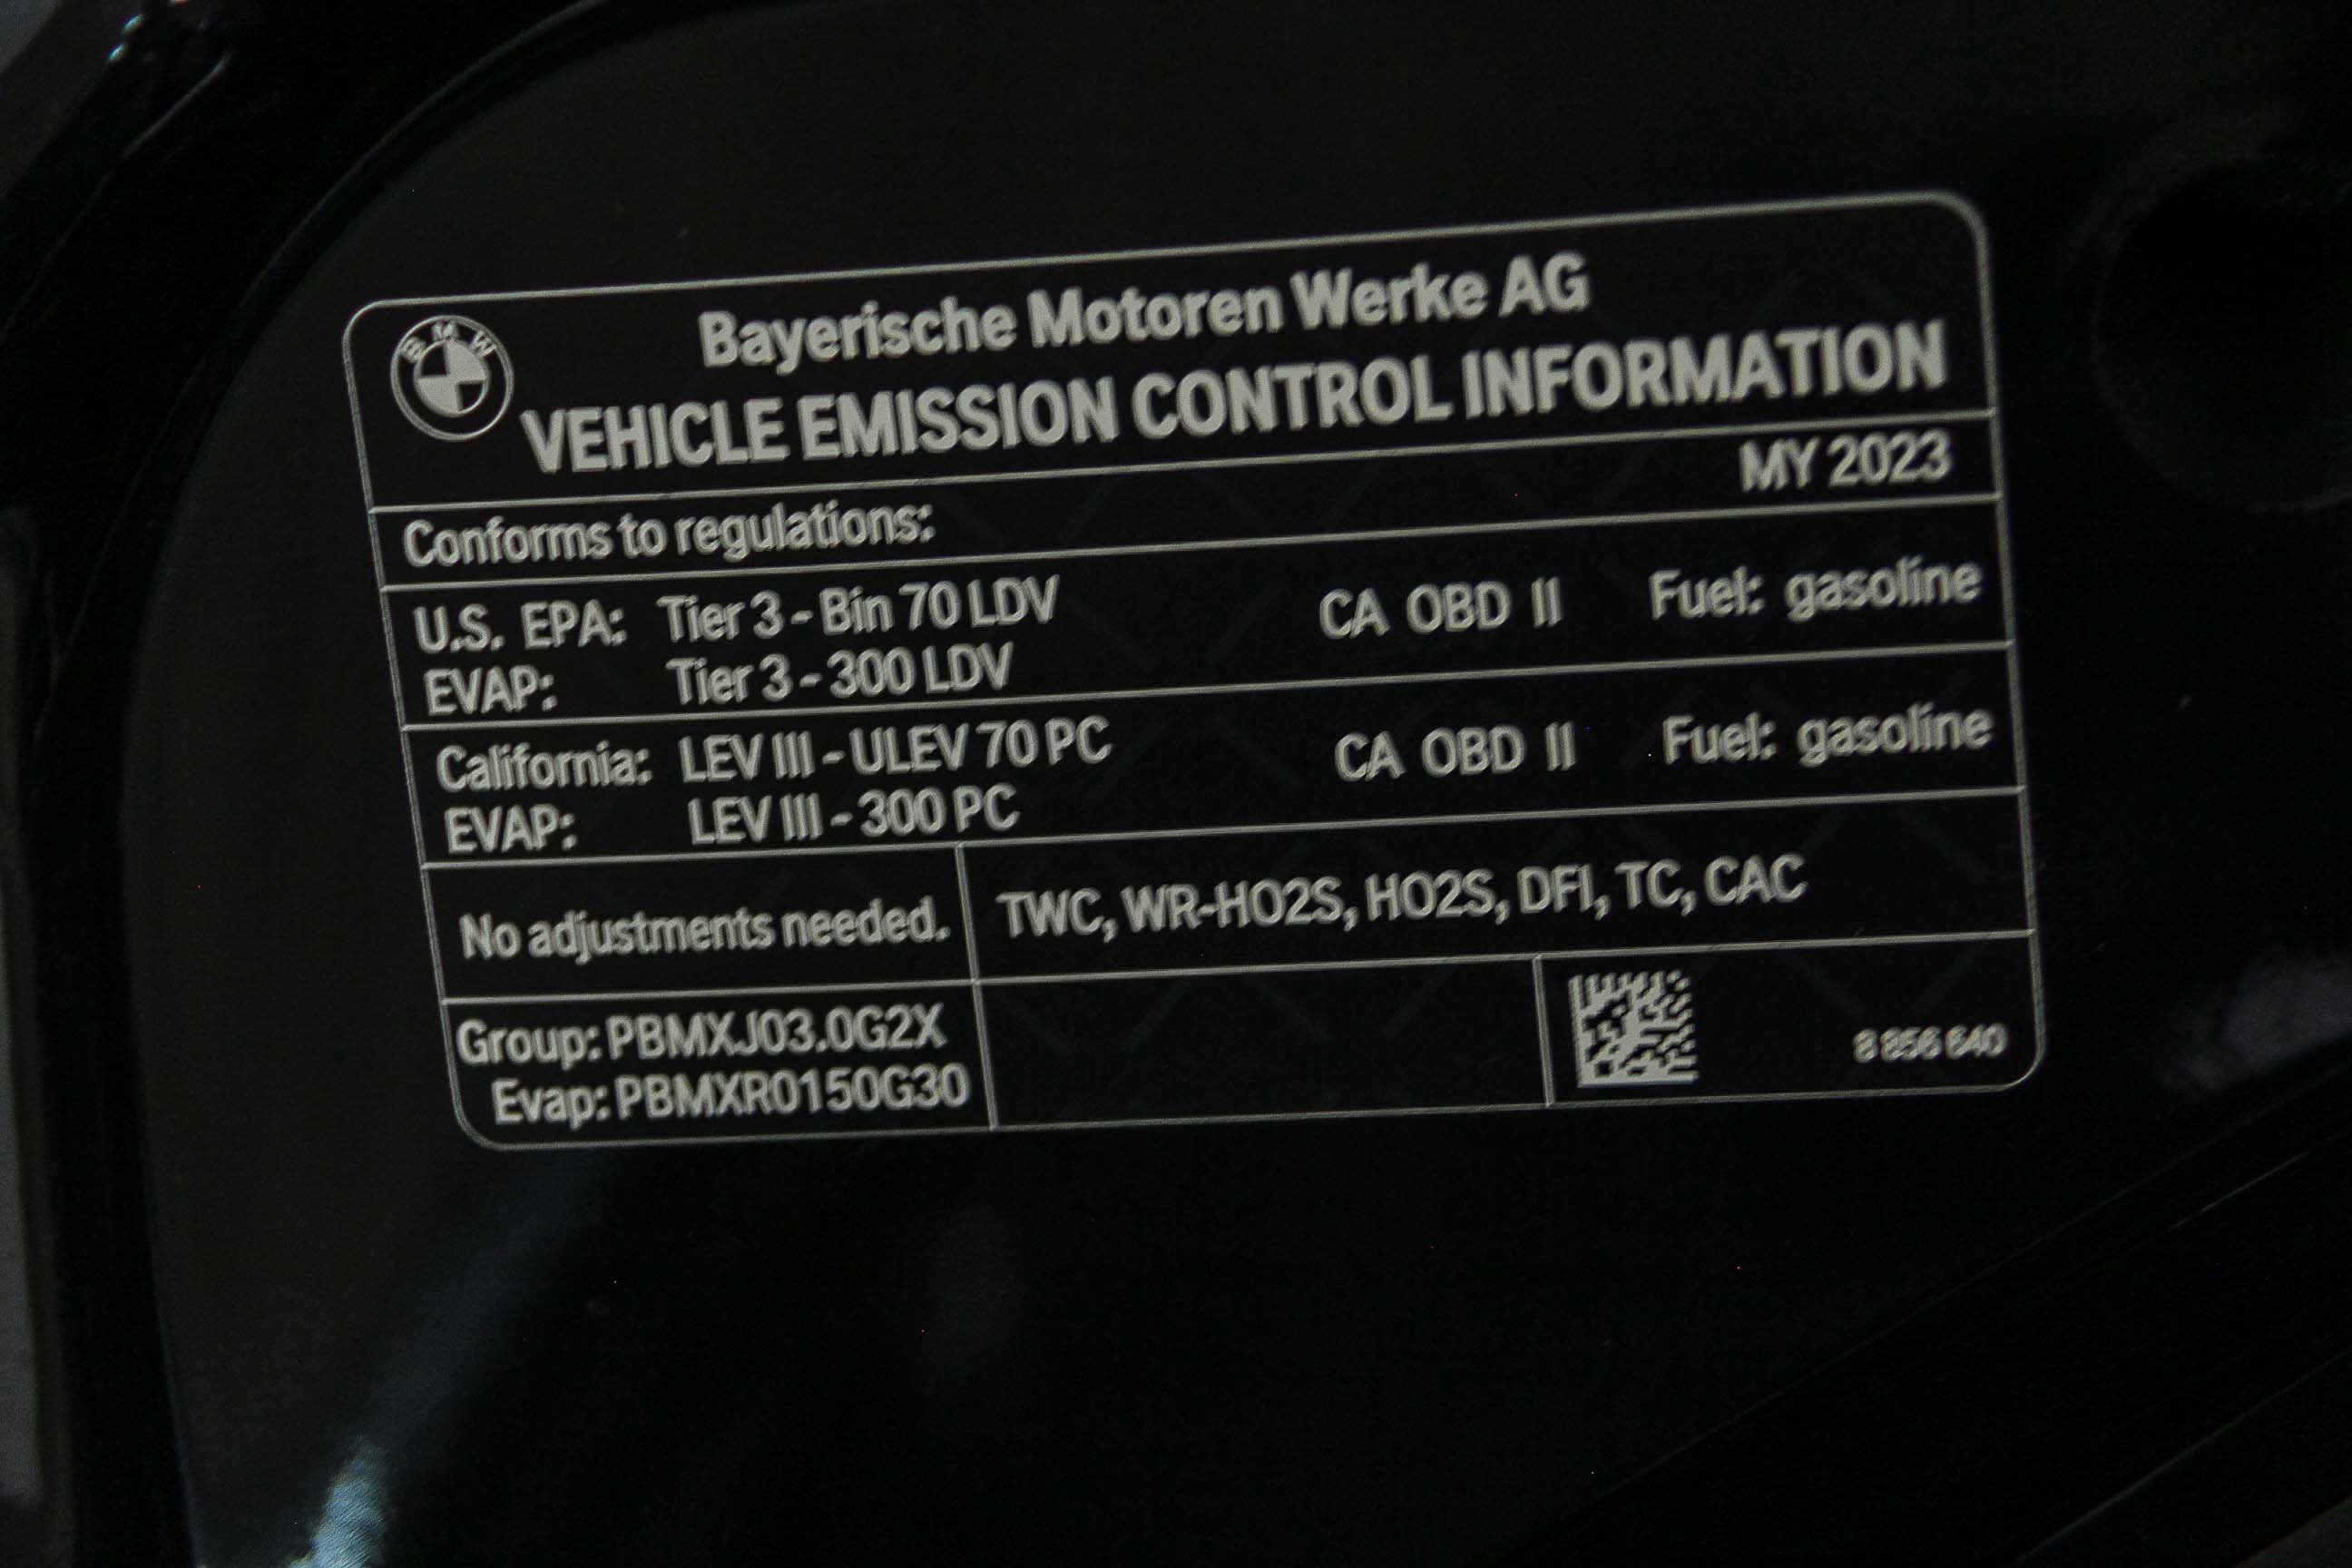 BMW
Bayerische Motoren Werke AG
VEHICLE EMISSION CONTROL INFORMATION
MY 2023
Conforms to regulations:
U.S. EPA: Tier 3 - Bin 70 LDV CA OBD II Fuel: gasoline
EVAP: Tier 3 - 300 LDV
California: LEV III - ULEV 70 PC CA OBD II Fuel: gasoline
EVAP: LEV III - 300 PC
No adjustments needed. TWC, WR-HO2S, HO2S, DFI, TC, CAC
Group: PBMXJ03.0G2X
Evap: PBMXR0150G30
8 856 640